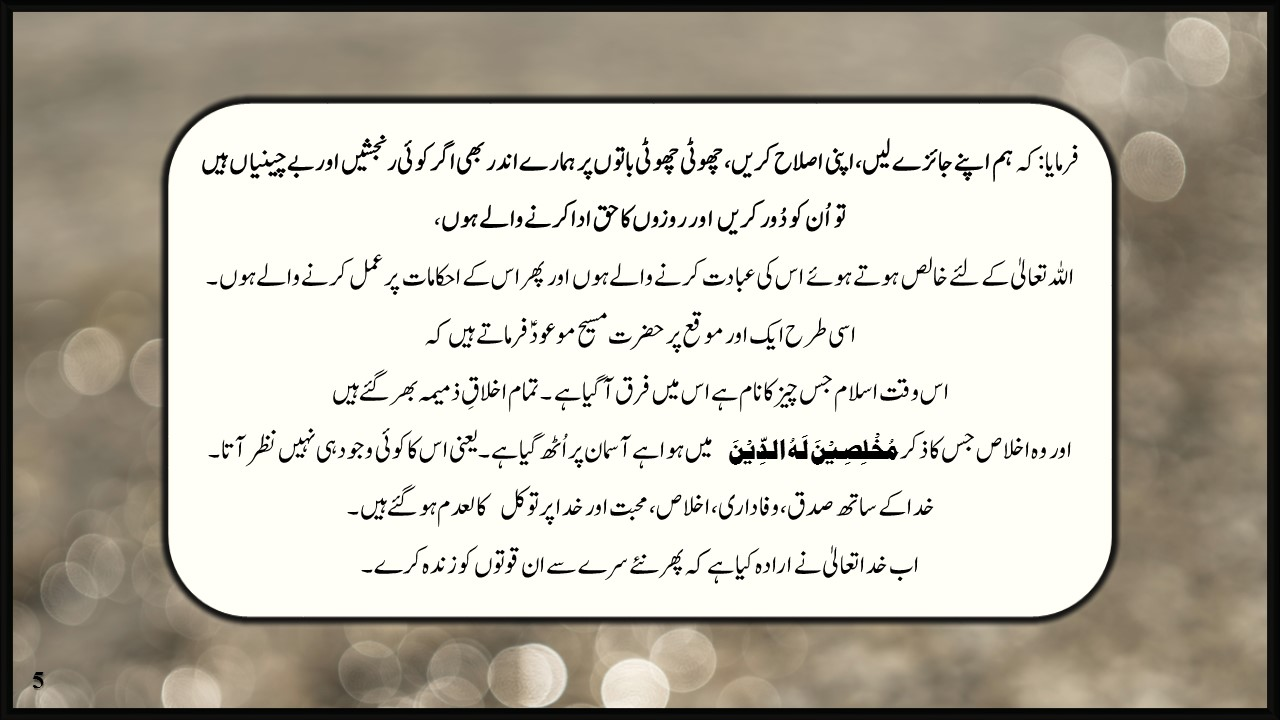 فرمایا: کہ ہم اپنے جائزے لیں، اپنی اصلاح کریں، چھوٹی چھوٹی باتوں پر ہمارے اندر بھی اگر کوئی رنجشیں اور بے چینیاں ہیں
تو اُن کو دُور کریں اور روزوں کا حق ادا کرنے والے ہوں،
اللہ تعالیٰ کے لئے خالص ہوتے ہوئے اس کی عبادت کرنے والے ہوں اور پھر اس کے احکامات پر عمل کرنے والے ہوں۔
اسی طرح ایک اور موقع پر حضرت مسیح موعودؑ فرماتے ہیں کہ
اس وقت اسلام جس چیز کا نام ہے اس میں فرق آ گیا ہے۔ تمام اخلاقِ ذمیمہ بھر گئے ہیں
اور وہ اخلاص جس کا ذکر مُخْلِصِیْنَ لَهُ الدِّیْنَ میں ہوا ہے آسمان پر اُٹھ گیا ہے۔ یعنی اس کا کوئی وجود ہی نہیں نظر آتا۔
خدا کے ساتھ صدق، وفاداری، اخلاص، محبت اور خدا پر توکل کالعدم ہو گئے ہیں۔
اب خدا تعالیٰ نے ارادہ کیا ہے کہ پھر نئے سرے سے ان قوتوں کو زندہ کرے۔
5